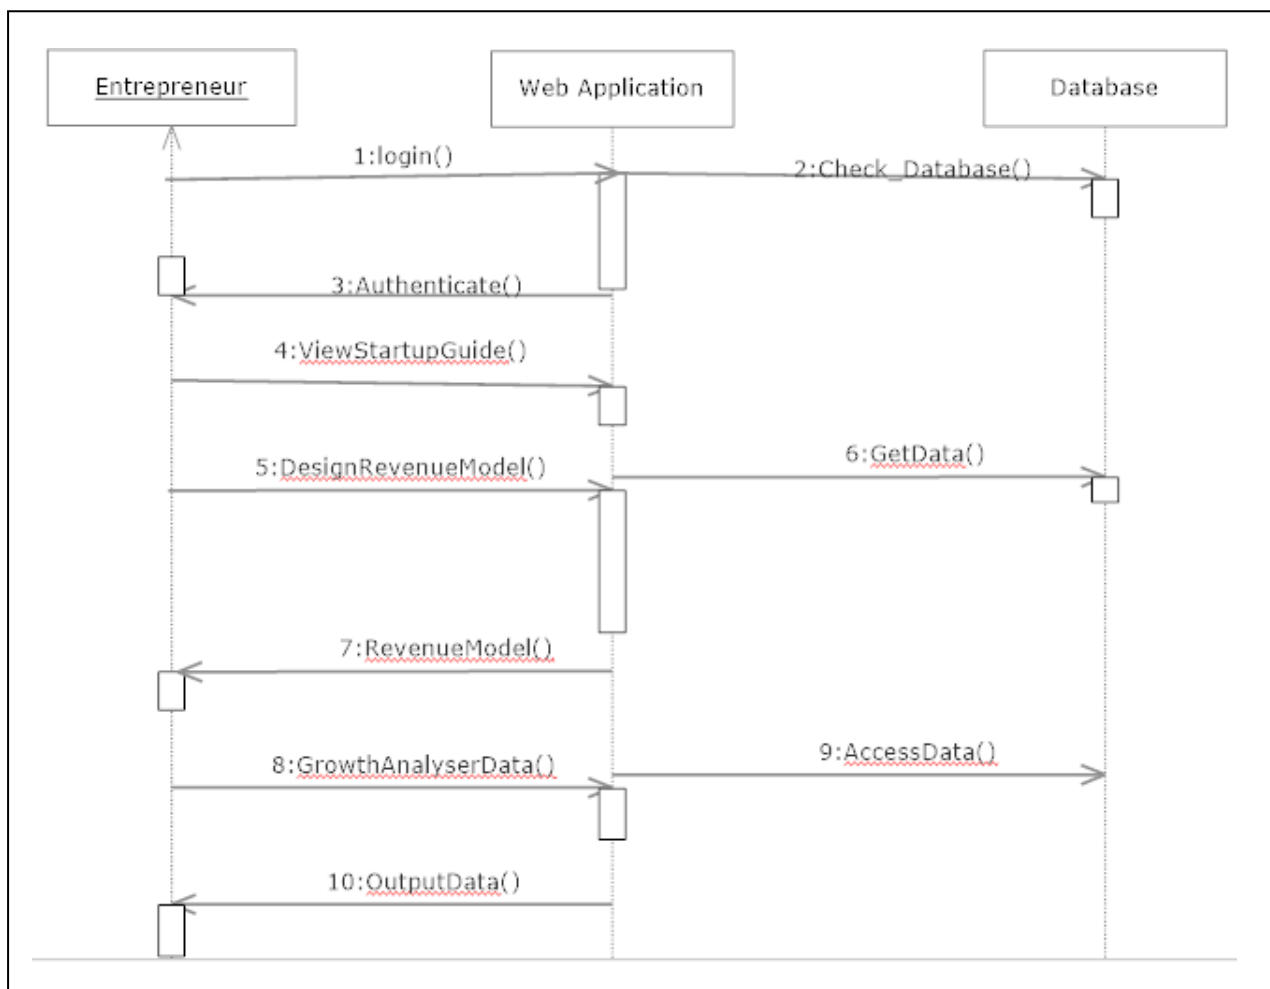 Entrepreneur
Web Application
Database
1:login()
2:Check_Database()
3:Authenticate()
4:ViewStartupGuide()
5:DesignRevenueModel()
6:GetData()
7:RevenueModel()
8:GrowthAnalyserData()
9:AccessData()
10:OutputData()